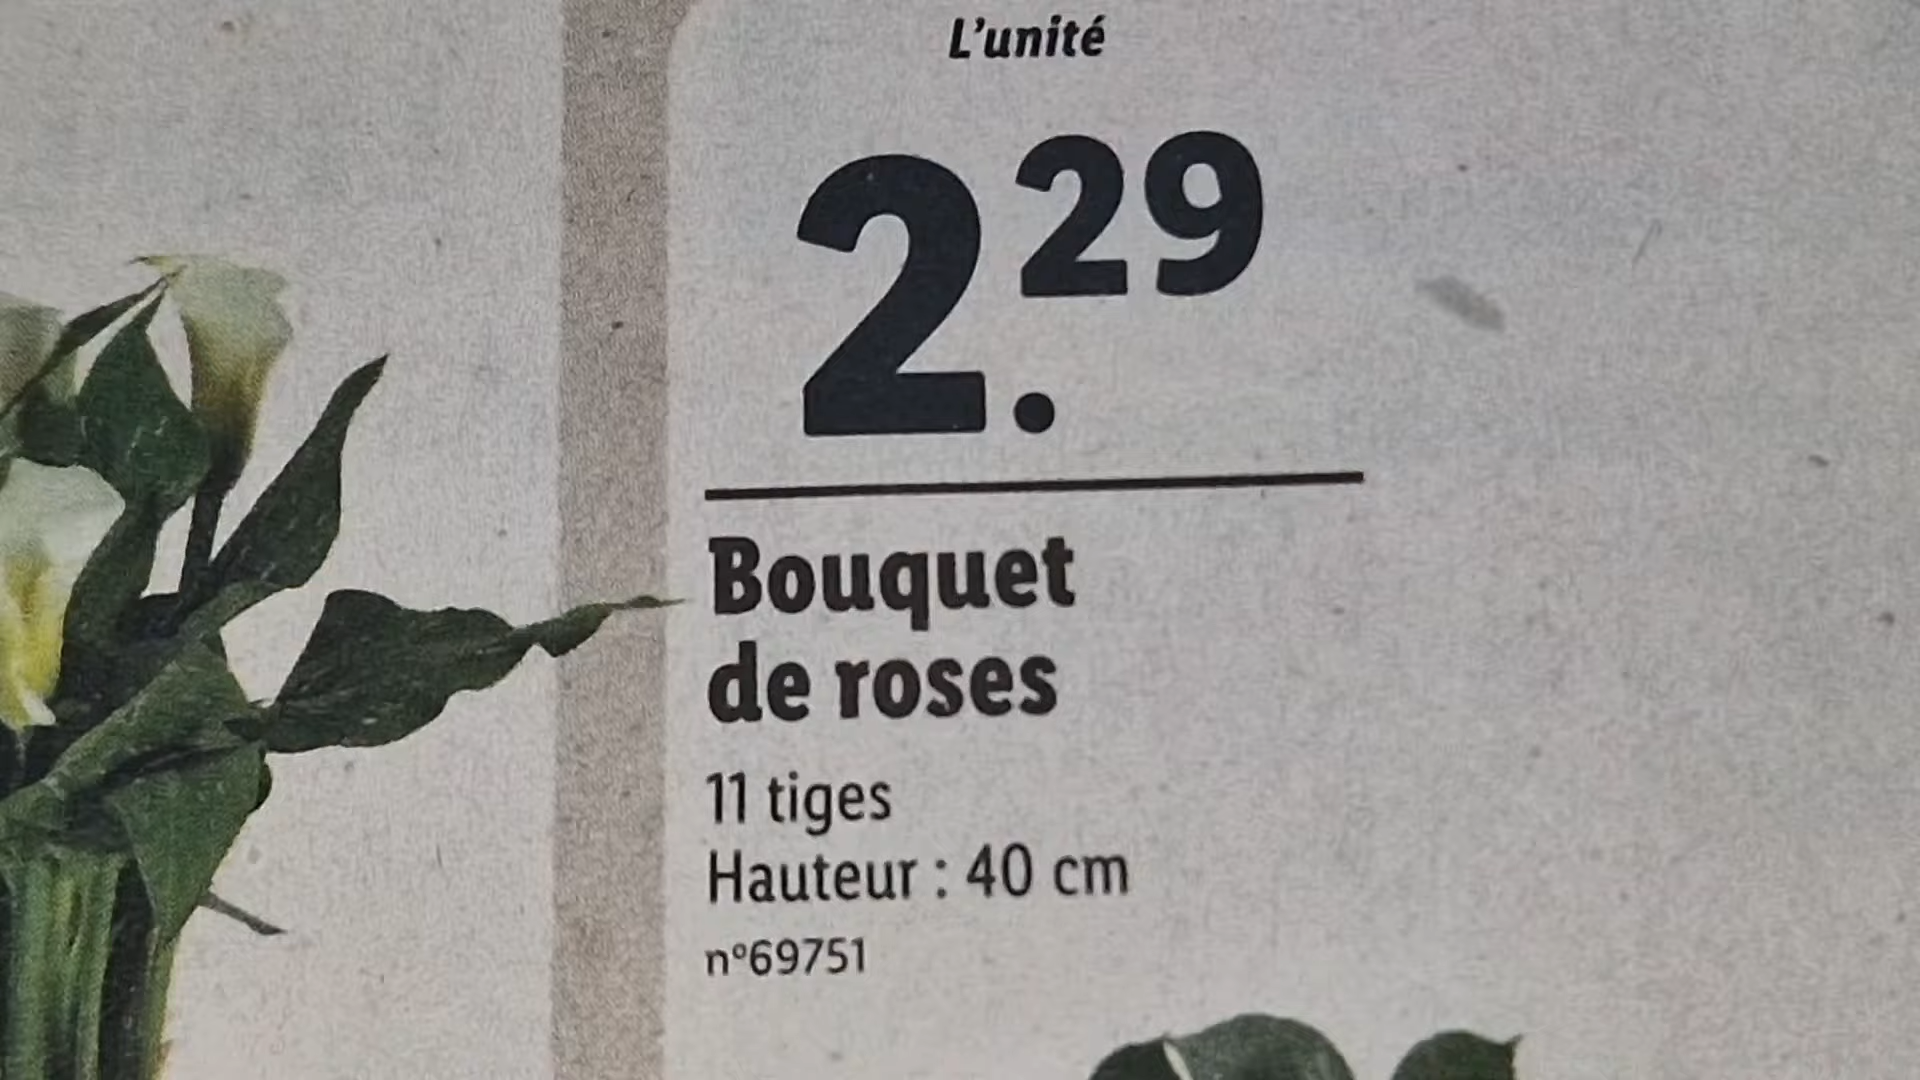 L'unité
2.29
Bouquet
de roses
11 tiges
Hauteur : 40 cm
n°69751